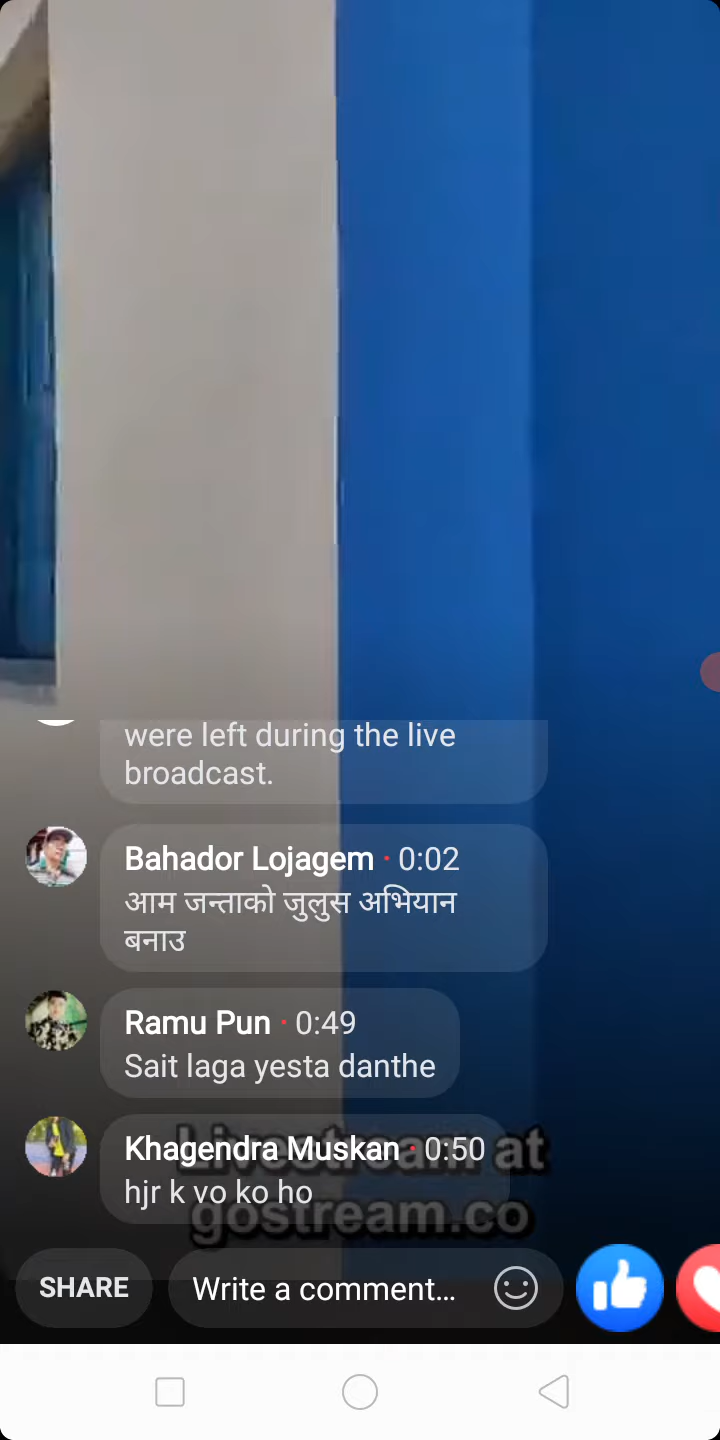 were left during the live
broadcast.
Bahador Lojagem · 0:02
आम जन्ताको जुलुस अभियान
बनाउ
Ramu Pun · 0:49
Sait laga yesta danthe
Khagendra Muskan · 0:50
hjr k vo ko ho
Livestream at
gostream.co
SHARE
Write a comment...